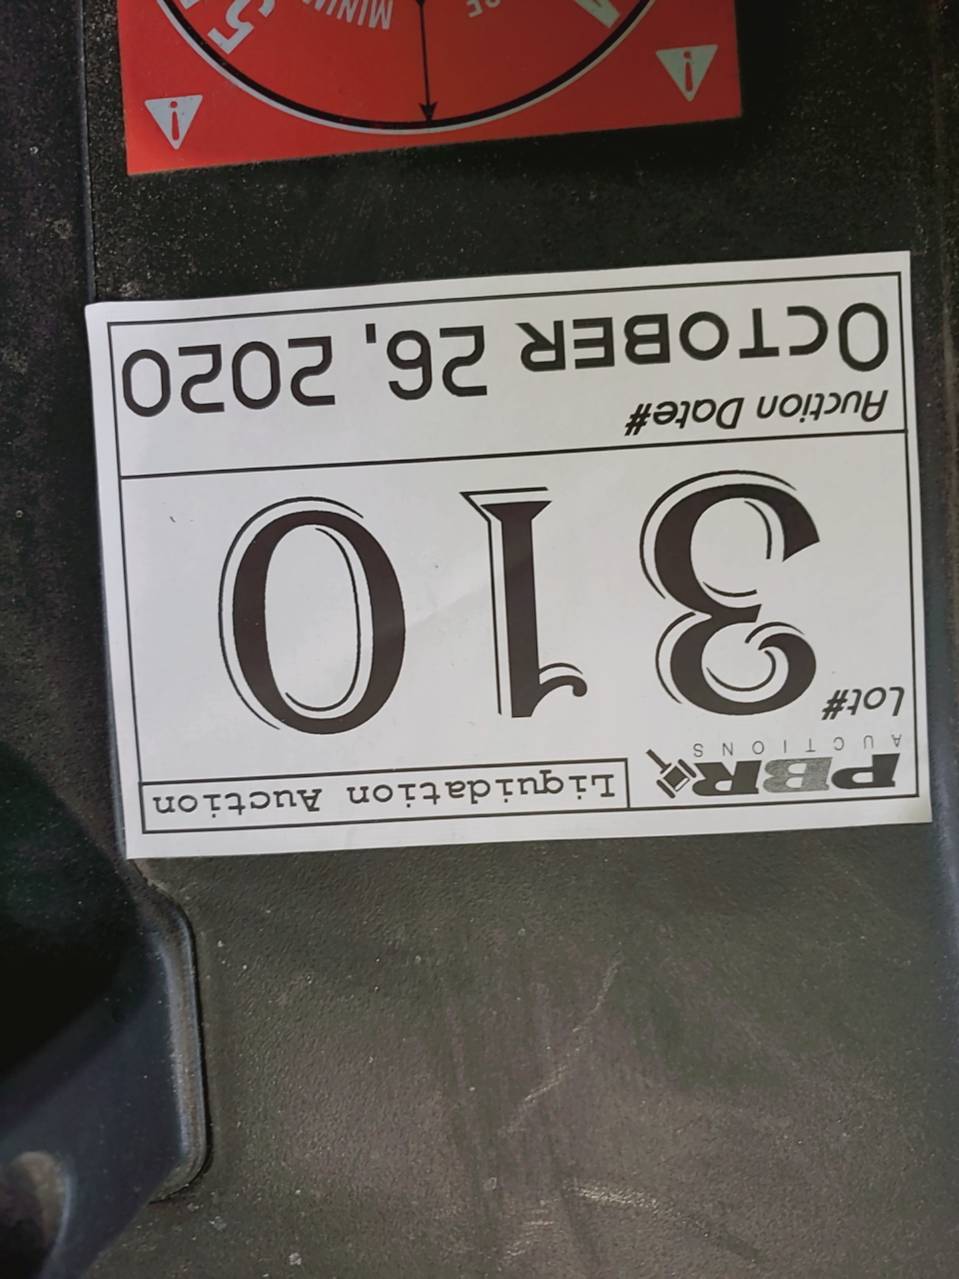 PBR
AUCTIONS
Liquidation Auction
Lot#
310
Auction Date#
OCTOBER 26, 2020